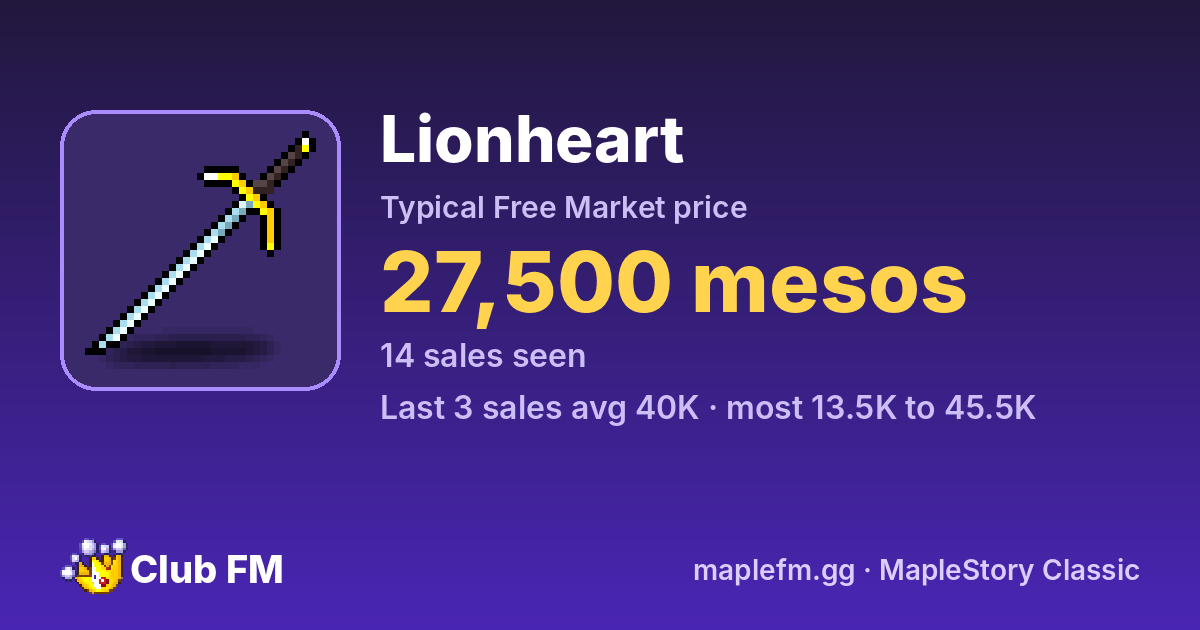 Lionheart
Typical Free Market price
27,500 mesos
14 sales seen
Last 3 sales avg 40K · most 13.5K to 45.5K
Club FM
maplefm.gg · MapleStory Classic